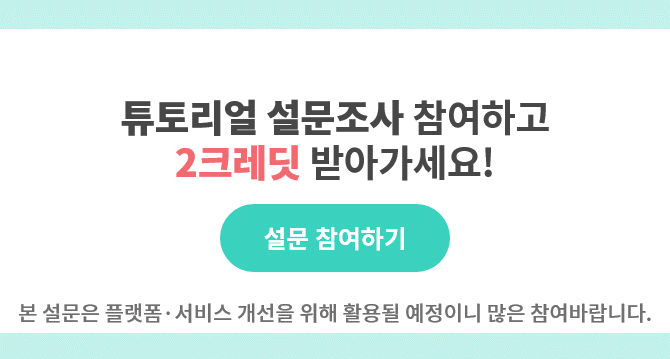 튜토리얼 설문조사 참여하고
2크레딧 받아가세요!
설문 참여하기
본 설문은 플랫폼·서비스 개선을 위해 활용될 예정이니 많은 참여바랍니다.